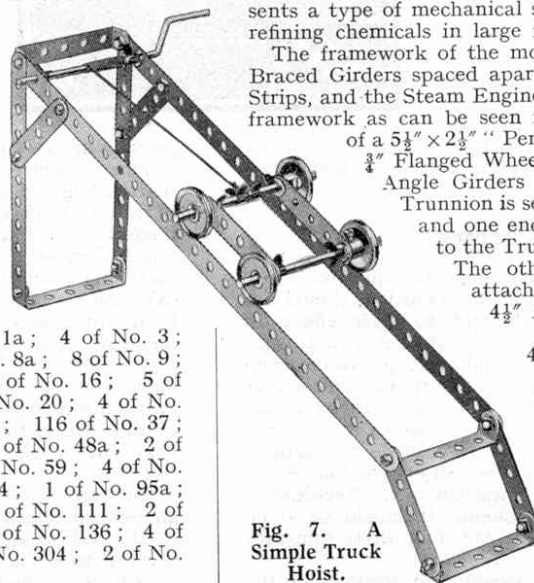 sents a type of mechanical s
refining chemicals in large
The framework of the mo
Braced Girders spaced apar
Strips, and the Steam Engine
framework as can be seen
of a 5½″ × 2½″ “ Per
¾″ Flanged Whee
Angle Girders
Trunnion is se
and one end
to the Tru
The oth
attach
4½″
4
1a ; 4 of No. 3 ;
. 8a ; 8 of No. 9 ;
of No. 16 ; 5 of
No. 20 ; 4 of No.
; 116 of No. 37 ;
of No. 48a ; 2 of
No. 59 ; 4 of No.
4 ; 1 of No. 95a ;
of No. 111 ; 2 of
of No. 136 ; 4 of
No. 304 ; 2 of No.
Fig. 7. A
Simple Truck
Hoist.